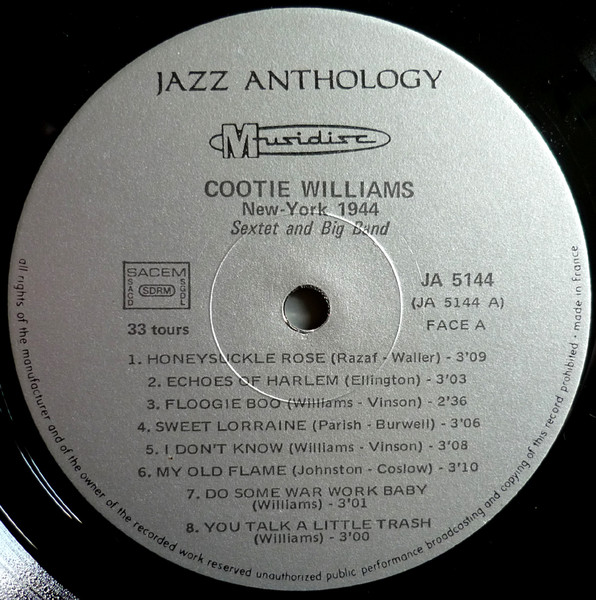 JAZZ ANTHOLOGY
Musidisc
COOTIE WILLIAMS
New-York 1944
Sextet and Big Band
SACEM
SACD
SDRM
SGDL
33 tours
JA 5144
(JA 5144 A)
FACE A
1. HONEYSUCKLE ROSE (Razaf - Waller) - 3'09
2. ECHOES OF HARLEM (Ellington) - 3'03
3. FLOOGIE BOO (Williams - Vinson) - 2'36
4. SWEET LORRAINE (Parish - Burwell) - 3'06
5. I DON'T KNOW (Williams - Vinson) - 3'08
6. MY OLD FLAME (Johnston - Coslow) - 3'10
7. DO SOME WAR WORK BABY
(Williams) - 3'01
8. YOU TALK A LITTLE TRASH
(Williams) - 3'00
all rights of the manufacturer and of the owner of the recorded work reserved unauthorized public performance broadcasting and copying of this record prohibited - made in france